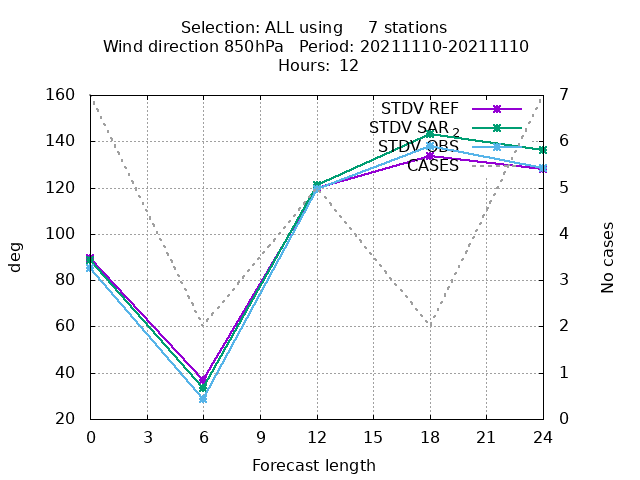 Selection: ALL using     7 stations
Wind direction 850hPa   Period: 20211110-20211110
Hours:  12
160
140
120
100
80
60
40
20
7
6
5
4
3
2
1
0
STDV REF
STDV SAR 2
STDV OBS
CASES
deg
No cases
0 3 6 9 12 15 18 21 24
Forecast length